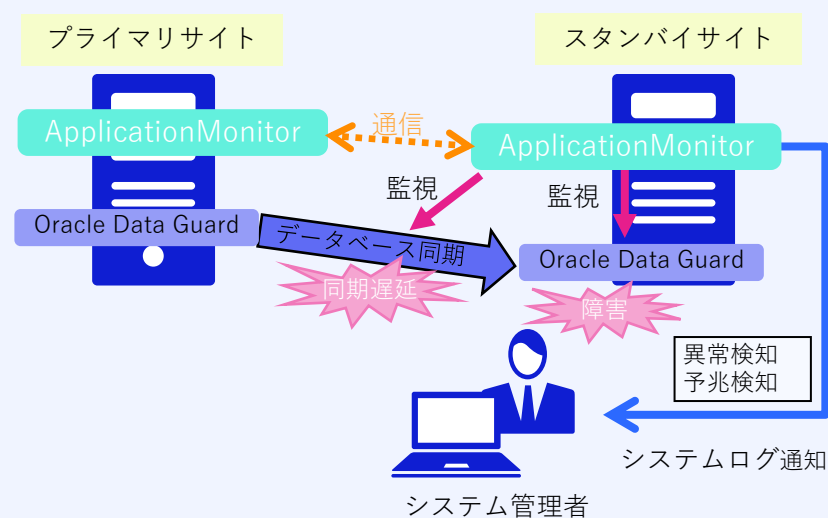 プライマリサイト
スタンバイサイト
ApplicationMonitor
通信
ApplicationMonitor
監視
監視
Oracle Data Guard
データベース同期
Oracle Data Guard
同期遅延
障害
異常検知
予兆検知
システムログ通知
システム管理者